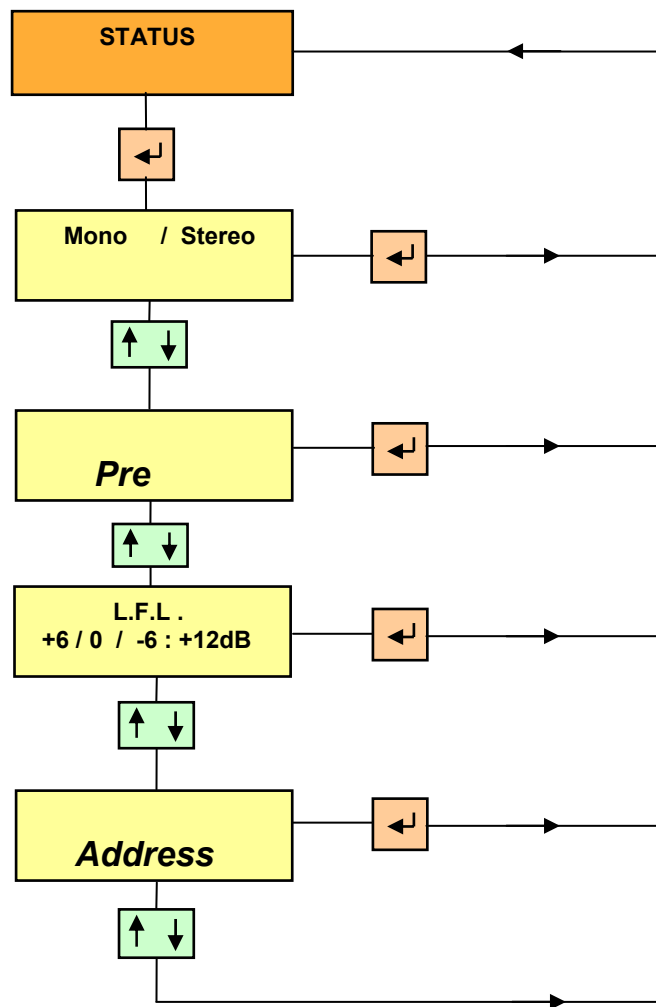 STATUS
Mono / Stereo
Pre
L.F.L .
+6 / 0 / -6 : +12dB
Address